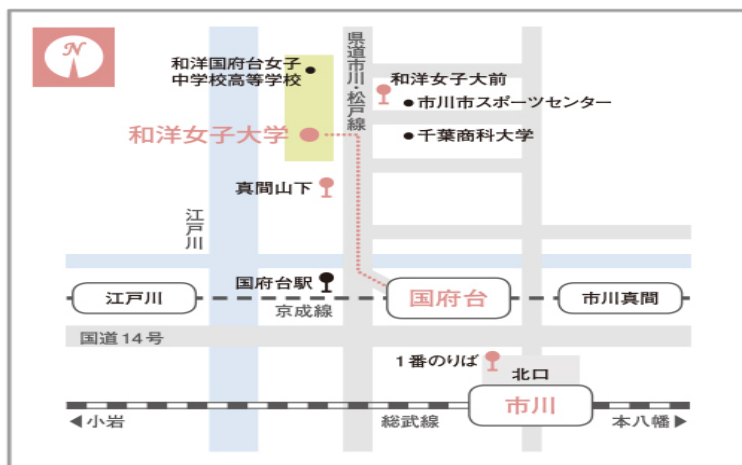 N
和洋国府台女子
中学校高等学校
県道市川・松戸線
和洋女子大前
市川市スポーツセンター
和洋女子大学
千葉商科大学
真間山下
江戸川
国府台駅
江戸川
京成線
国府台
市川真間
国道14号
1番のりば
北口
市川
◀小岩
総武線
本八幡▶